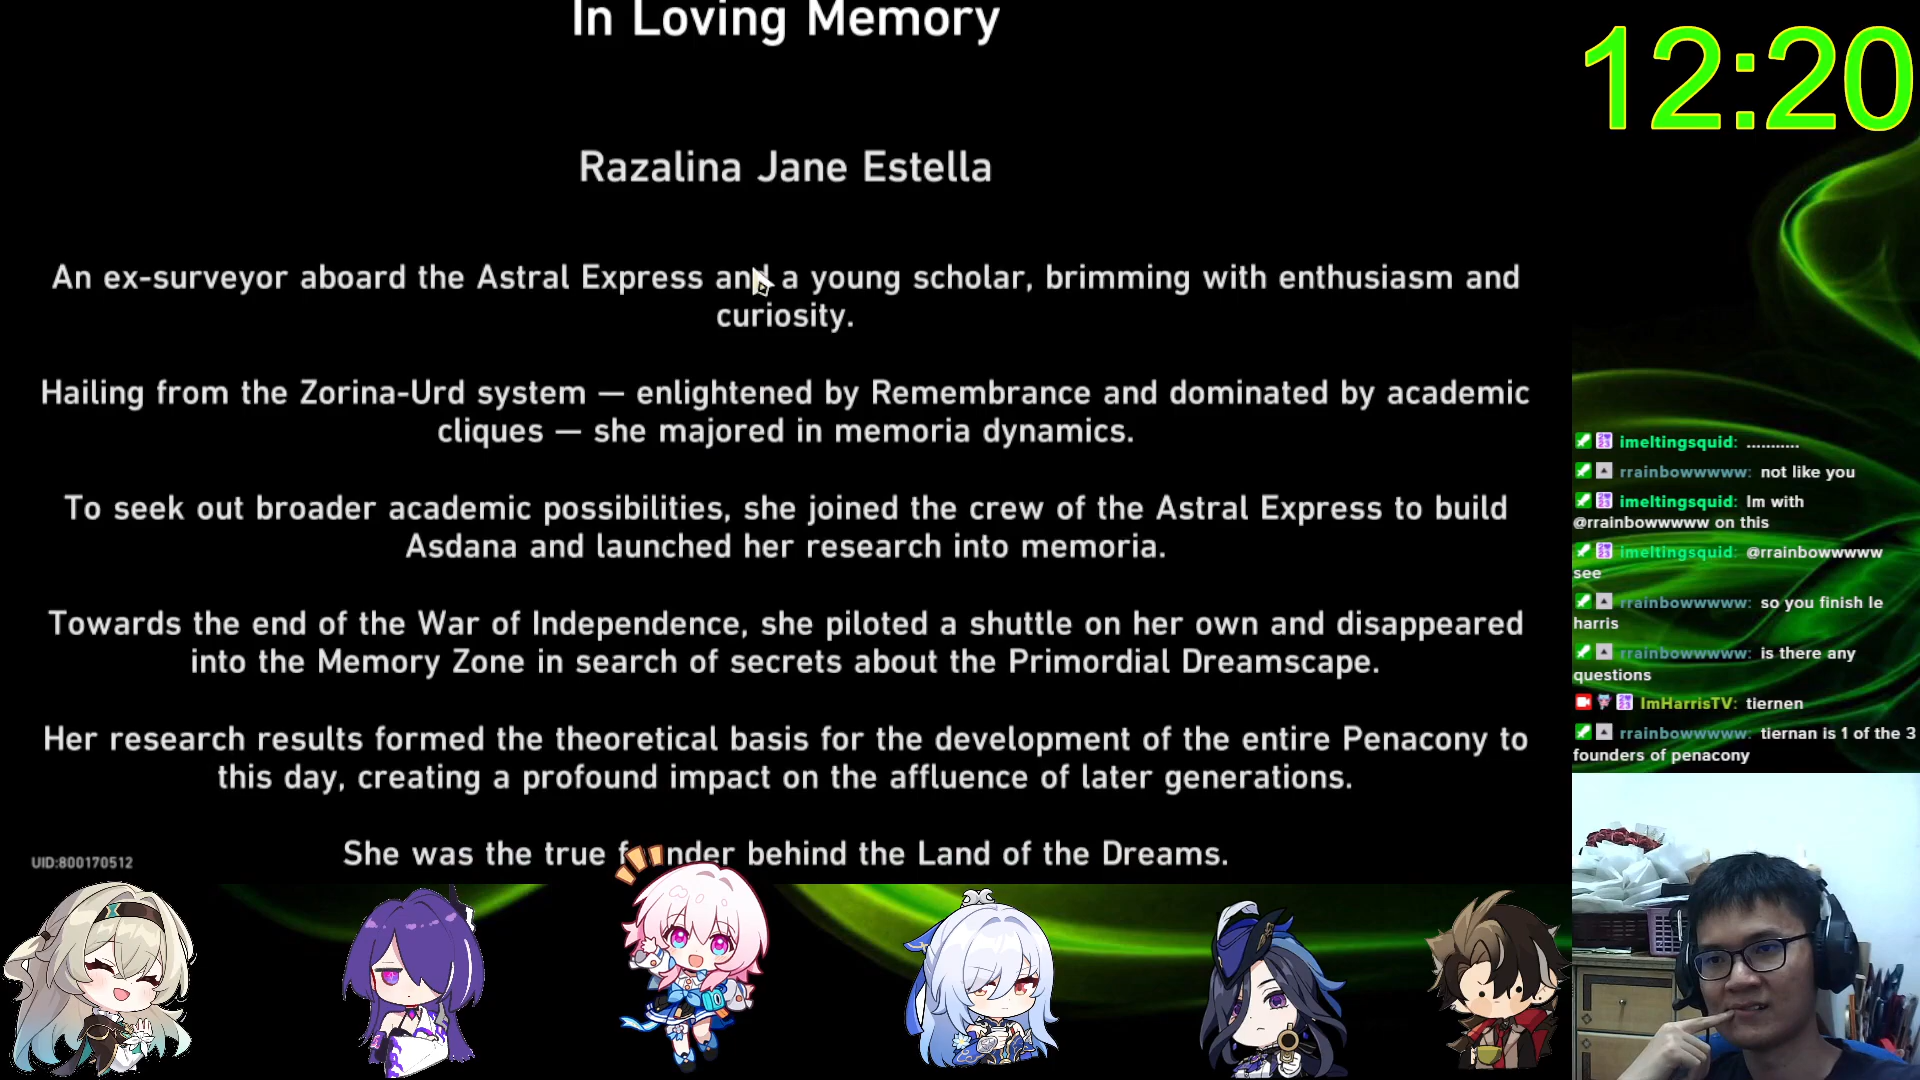 In Loving Memory
12:20
Razalina Jane Estella
An ex-surveyor aboard the Astral Express and a young scholar, brimming with enthusiasm and
curiosity.
Hailing from the Zorina-Urd system — enlightened by Remembrance and dominated by academic
cliques — she majored in memoria dynamics.
To seek out broader academic possibilities, she joined the crew of the Astral Express to build
Asdana and launched her research into memoria.
Towards the end of the War of Independence, she piloted a shuttle on her own and disappeared
into the Memory Zone in search of secrets about the Primordial Dreamscape.
Her research results formed the theoretical basis for the development of the entire Penacony to
this day, creating a profound impact on the affluence of later generations.
She was the true founder behind the Land of the Dreams.
UID:800170512
imeltingsquid: ...........
rrainbowwwww: not like you
imeltingsquid: Im with
@rrainbowwwww on this
imeltingsquid: @rrainbowwwww
see
rrainbowwwww: so you finish le
harris
rrainbowwwww: is there any
questions
ImHarrisTV: tiernen
rrainbowwwww: tiernan is 1 of the 3
founders of penacony